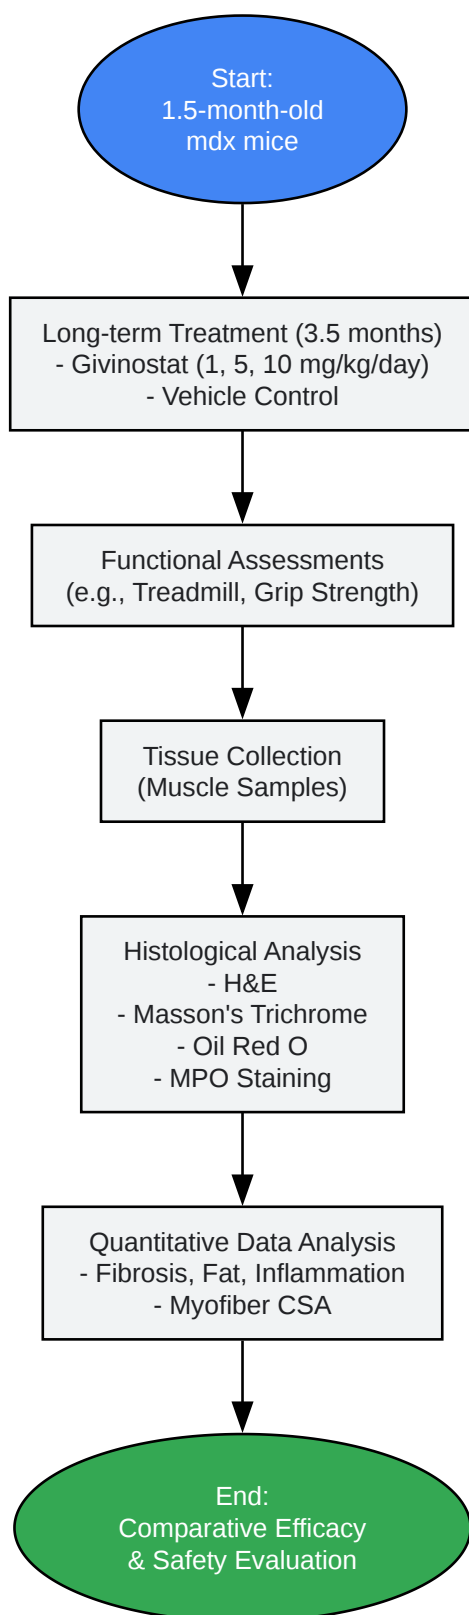 Start:
1.5-month-old
mdx mice
Long-term Treatment (3.5 months)
- Givinostat (1, 5, 10 mg/kg/day)
- Vehicle Control
Functional Assessments
(e.g., Treadmill, Grip Strength)
Tissue Collection
(Muscle Samples)
Histological Analysis
- H&E
- Masson's Trichrome
- Oil Red O
- MPO Staining
Quantitative Data Analysis
- Fibrosis, Fat, Inflammation
- Myofiber CSA
End:
Comparative Efficacy
& Safety Evaluation